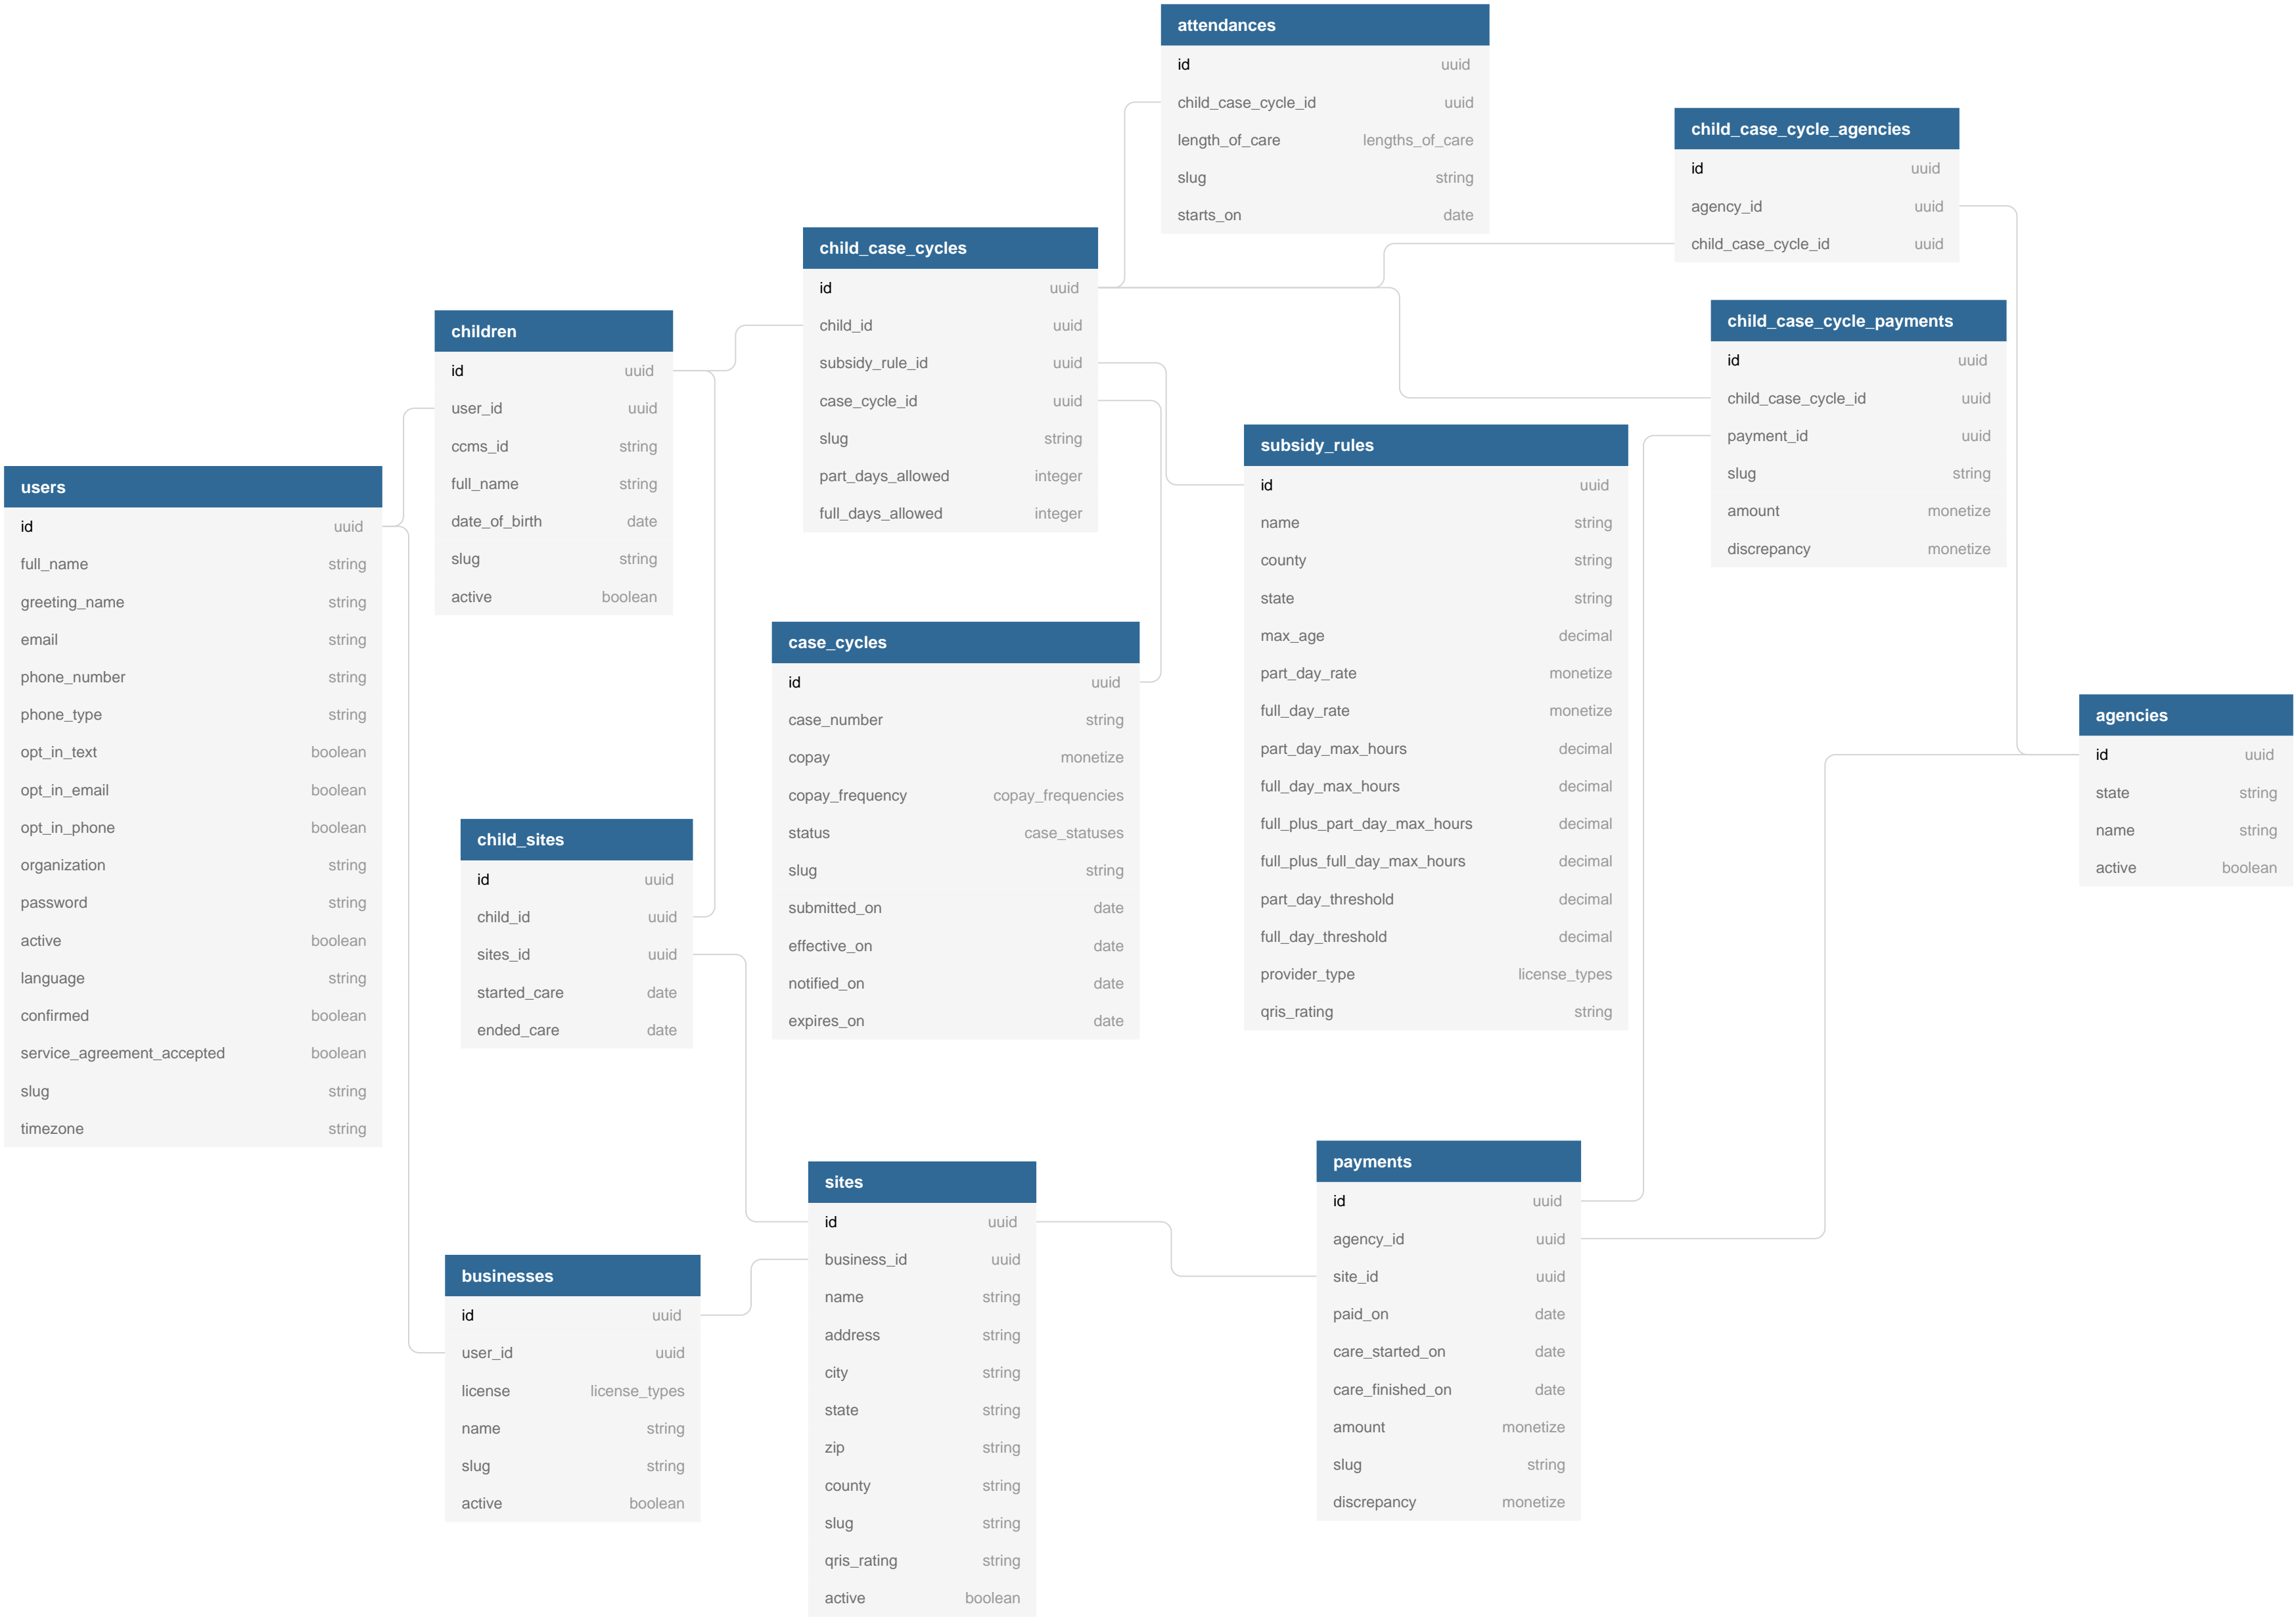 attendances
id uuid
child_case_cycle_id uuid
length_of_care lengths_of_care
slug string
starts_on date
child_case_cycle_agencies
id uuid
agency_id uuid
child_case_cycle_id uuid
child_case_cycles
id uuid
child_id uuid
subsidy_rule_id uuid
case_cycle_id uuid
slug string
part_days_allowed integer
full_days_allowed integer
child_case_cycle_payments
id uuid
child_case_cycle_id uuid
payment_id uuid
slug string
amount monetize
discrepancy monetize
children
id uuid
user_id uuid
ccms_id string
full_name string
date_of_birth date
slug string
active boolean
subsidy_rules
id uuid
name string
county string
state string
max_age decimal
part_day_rate monetize
full_day_rate monetize
part_day_max_hours decimal
full_day_max_hours decimal
full_plus_part_day_max_hours decimal
full_plus_full_day_max_hours decimal
part_day_threshold decimal
full_day_threshold decimal
provider_type license_types
qris_rating string
users
id uuid
full_name string
greeting_name string
email string
phone_number string
phone_type string
opt_in_text boolean
opt_in_email boolean
opt_in_phone boolean
organization string
password string
active boolean
language string
confirmed boolean
service_agreement_accepted boolean
slug string
timezone string
case_cycles
id uuid
case_number string
copay monetize
copay_frequency copay_frequencies
status case_statuses
slug string
submitted_on date
effective_on date
notified_on date
expires_on date
agencies
id uuid
state string
name string
active boolean
child_sites
id uuid
child_id uuid
sites_id uuid
started_care date
ended_care date
payments
id uuid
agency_id uuid
site_id uuid
paid_on date
care_started_on date
care_finished_on date
amount monetize
slug string
discrepancy monetize
sites
id uuid
business_id uuid
name string
address string
city string
state string
zip string
county string
slug string
qris_rating string
active boolean
businesses
id uuid
user_id uuid
license license_types
name string
slug string
active boolean